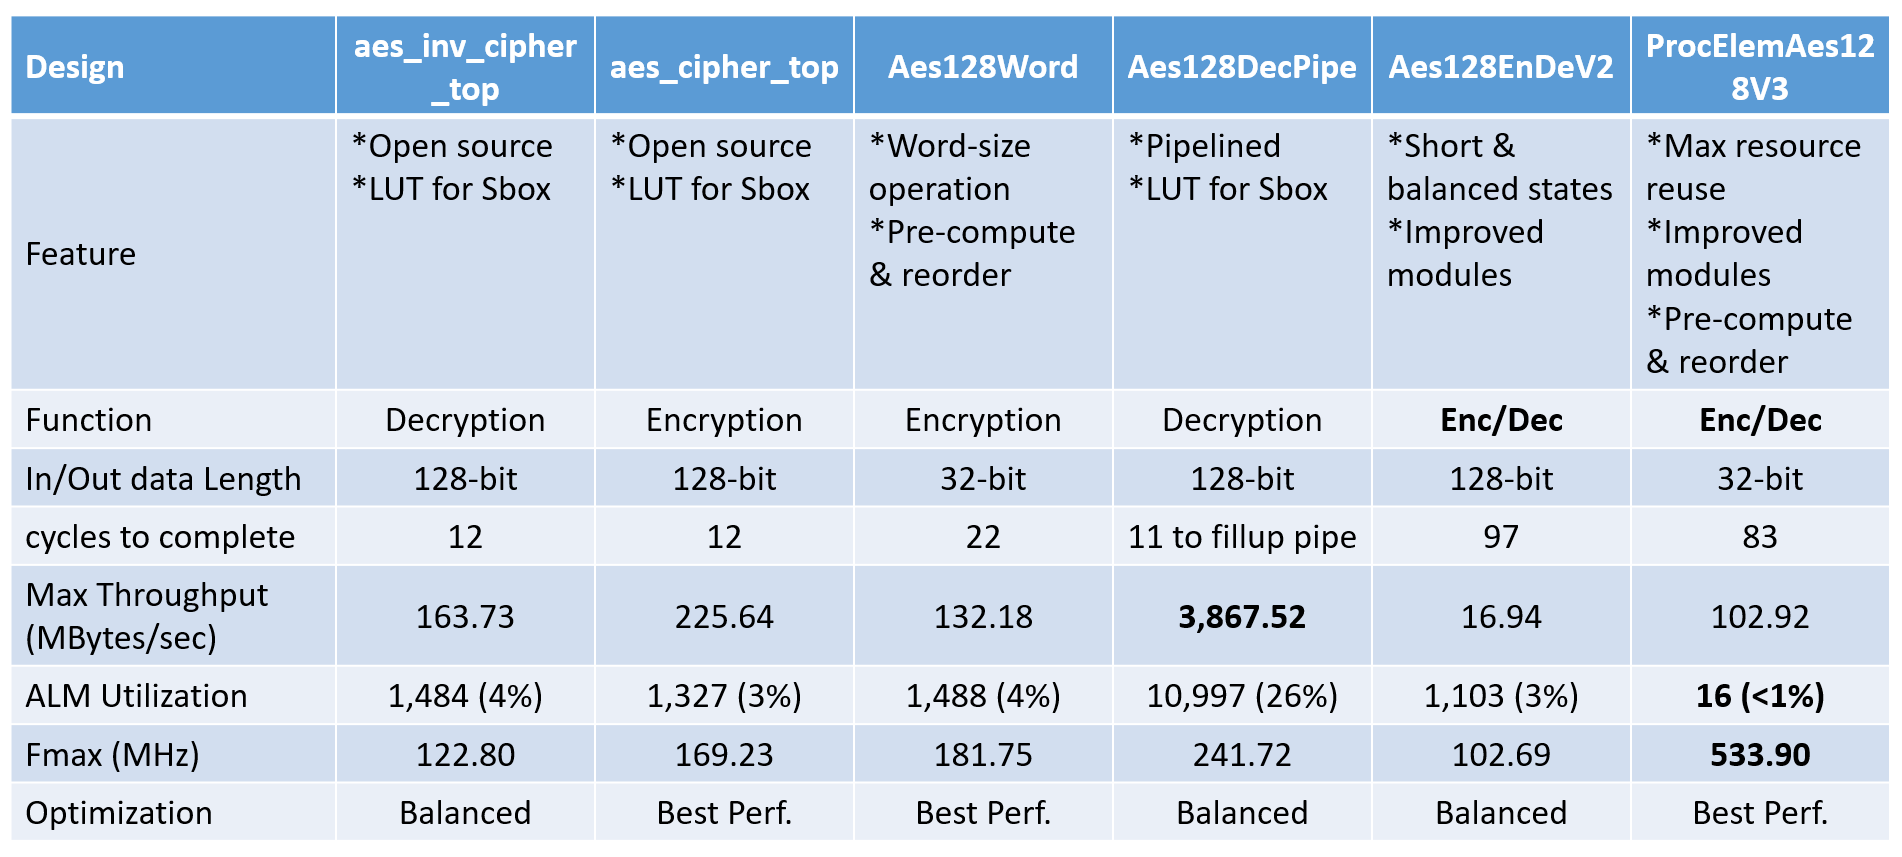 Design
aes_inv_cipher
_top
aes_cipher_top
Aes128Word
Aes128DecPipe
Aes128EnDeV2
ProcElemAes12
8V3
Feature
*Open source
*LUT for Sbox
*Open source
*LUT for Sbox
*Word-size
operation
*Pre-compute
& reorder
*Pipelined
*LUT for Sbox
*Short &
balanced states
*Improved
modules
*Max resource
reuse
*Improved
modules
*Pre-compute
& reorder
Function
Decryption
Encryption
Encryption
Decryption
Enc/Dec
Enc/Dec
In/Out data Length
128-bit
128-bit
32-bit
128-bit
128-bit
32-bit
cycles to complete
12
12
22
11 to fillup pipe
97
83
Max Throughput
(MBytes/sec)
163.73
225.64
132.18
3,867.52
16.94
102.92
ALM Utilization
1,484 (4%)
1,327 (3%)
1,488 (4%)
10,997 (26%)
1,103 (3%)
16 (<1%)
Fmax (MHz)
122.80
169.23
181.75
241.72
102.69
533.90
Optimization
Balanced
Best Perf.
Best Perf.
Balanced
Balanced
Best Perf.